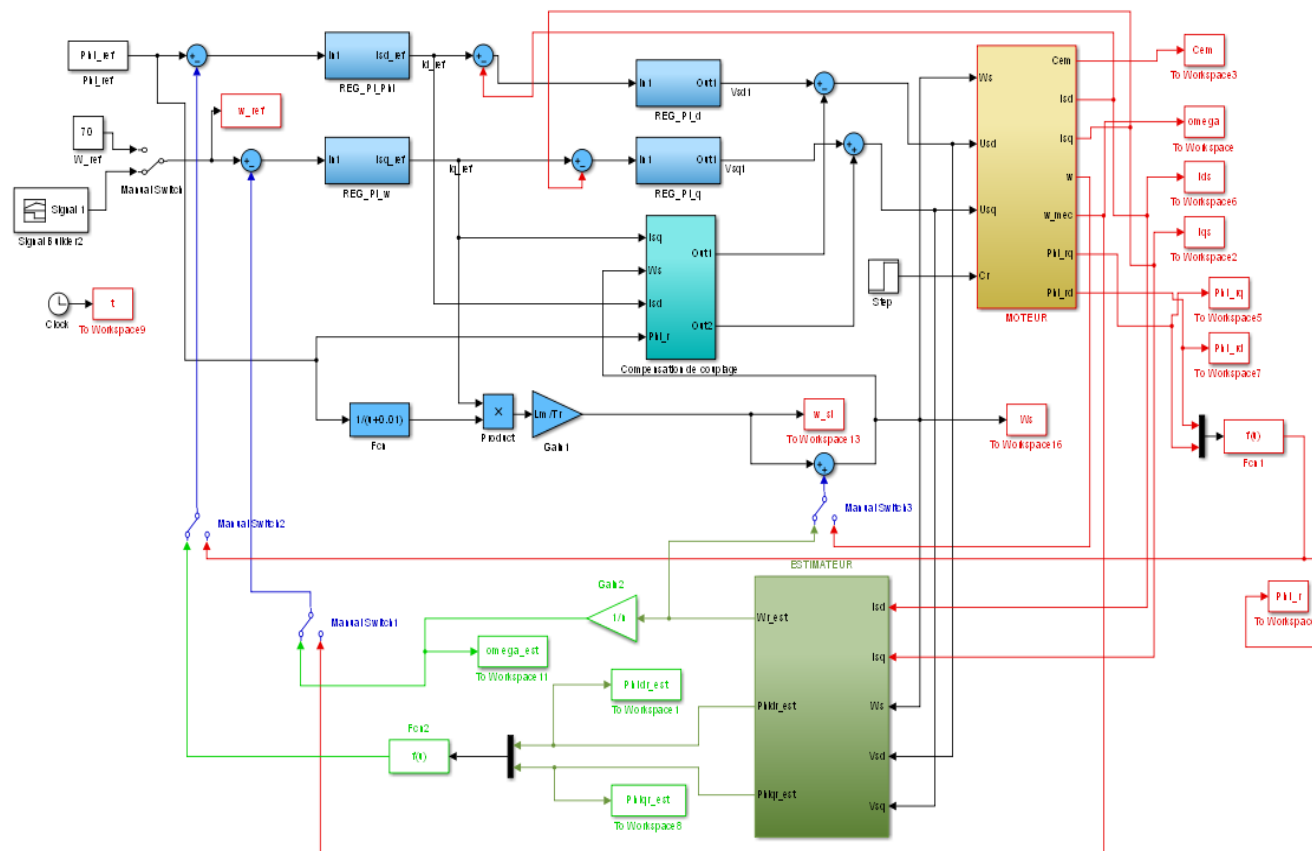 Phi_ref
Phi_ref
In1
Isd_ref
REG_PI_Phi
Id_ref
w_ref
70
W_ref
Manual Switch
Signal 1
Signal Builder2
In1
Isq_ref
REG_PI_w
Iq_ref
In1
Out1
REG_PI_d
Vsd1
In1
Out1
REG_PI_q
Vsq1
Isq
Ws
Isd
Phi_r
Out1
Out2
Compensation de couplage
Clock
t
To Workspace9
Step
Ws
Usd
Usq
Cr
Cem
Isd
Isq
w
w_mec
Phi_rq
Phi_rd
MOTEUR
Cem
To Workspace3
omega
To Workspace
Ids
To Workspace6
Iqs
To Workspace2
Phi_rq
To Workspace5
Phi_rd
To Workspace7
1/(u+0.01)
Fcn
Product
Lm/Tr
Gain1
w_sl
To Workspace13
Ws
To Workspace16
f(u)
Fcn1
Manual Switch2
Manual Switch3
ESTIMATEUR
Gain2
1/n
Manual Switch1
omega_est
To Workspace11
Phidr_est
To Workspace1
Fcn2
f(u)
Phiqr_est
To Workspace8
Wr_est
Phidr_est
Phiqr_est
Isd
Isq
Ws
Vsd
Vsq
Phi_r
To Workspace